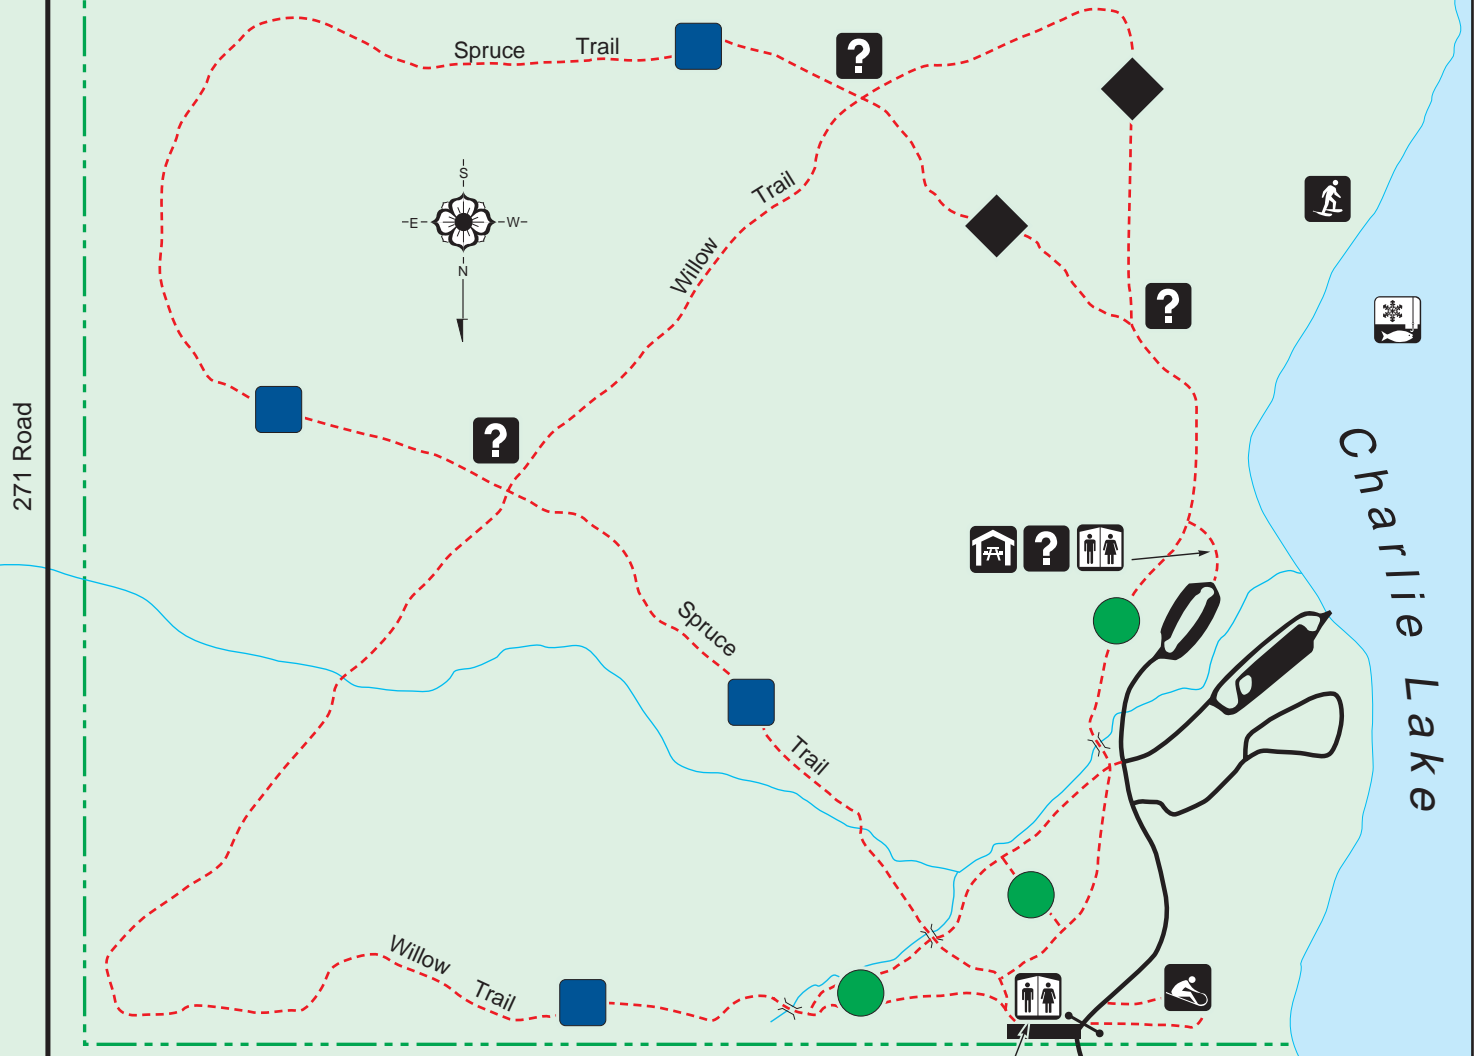 Spruce Trail
?
S
E W
N
Willow Trail
?
?
271 Road
?
Charlie Lake
Spruce Trail
Willow Trail